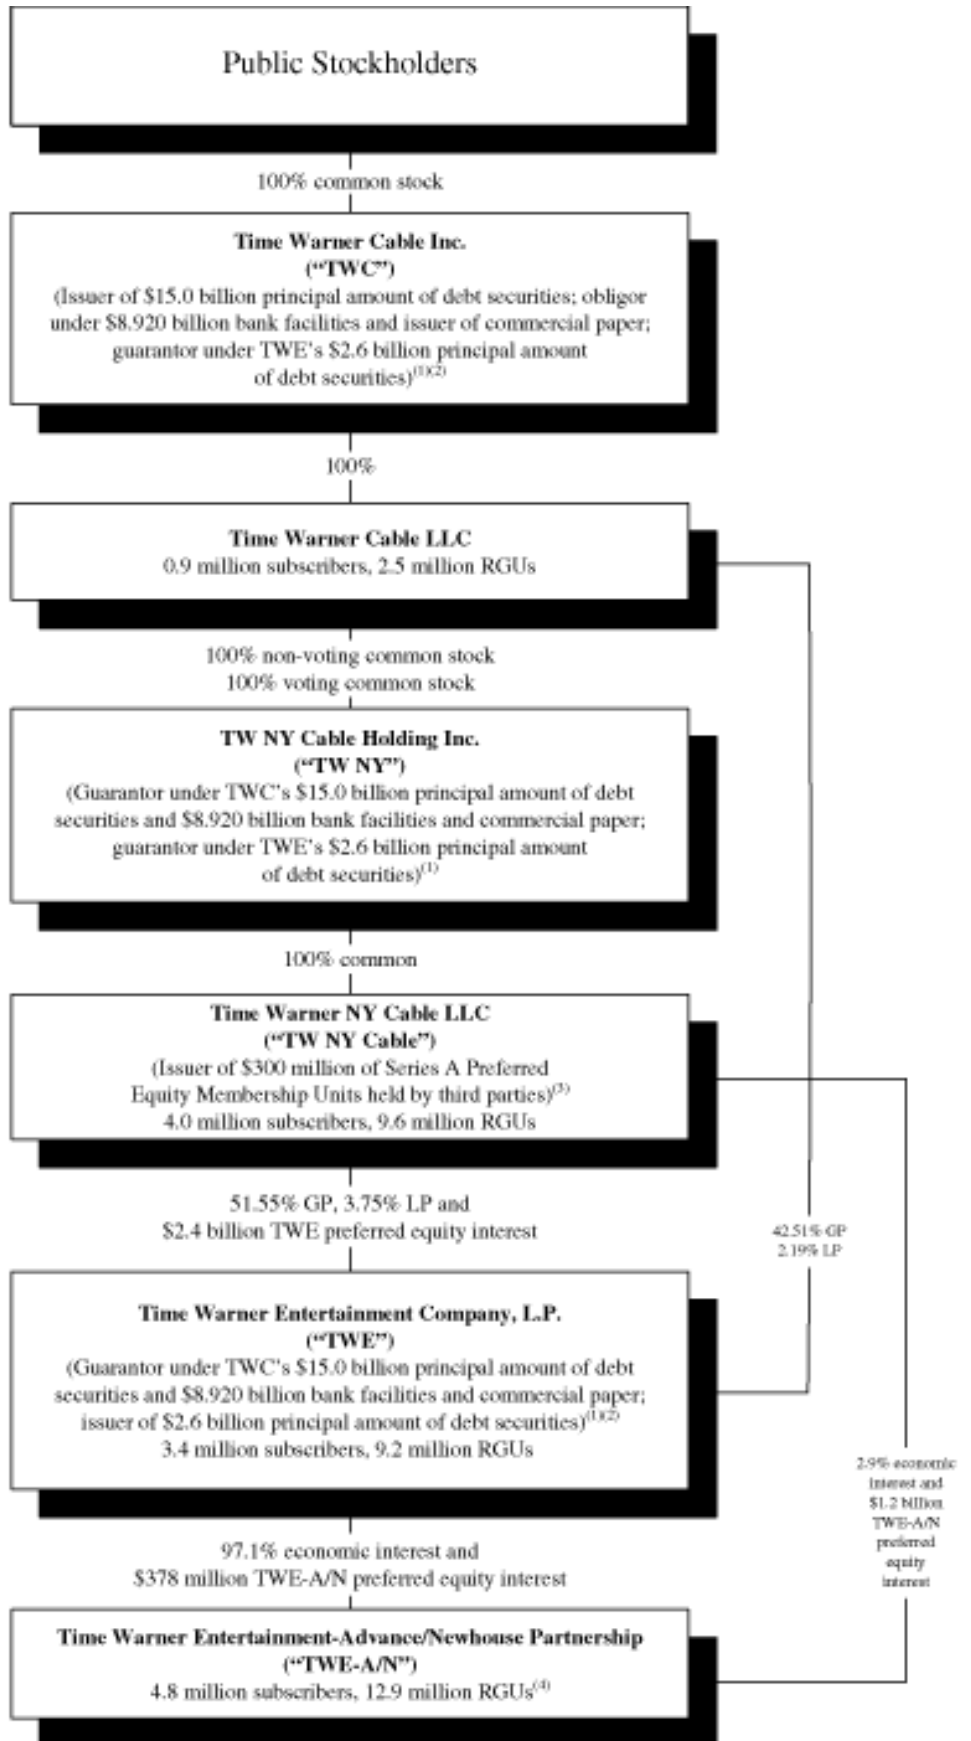 Public Stockholders
100% common stock
Time Warner Cable Inc.
(“TWC”)
(Issuer of $15.0 billion principal amount of debt securities; obligor
under $8.920 billion bank facilities and issuer of commercial paper;
guarantor under TWE’s $2.6 billion principal amount
of debt securities)(1)(2)
100%
Time Warner Cable LLC
0.9 million subscribers, 2.5 million RGUs
100% non-voting common stock
100% voting common stock
TW NY Cable Holding Inc.
(“TW NY”)
(Guarantor under TWC’s $15.0 billion principal amount of debt
securities and $8.920 billion bank facilities and commercial paper;
guarantor under TWE’s $2.6 billion principal amount
of debt securities)(1)
100% common
Time Warner NY Cable LLC
(“TW NY Cable”)
(Issuer of $300 million of Series A Preferred
Equity Membership Units held by third parties)(3)
4.0 million subscribers, 9.6 million RGUs
51.55% GP, 3.75% LP and
$2.4 billion TWE preferred equity interest
42.51% GP
2.19% LP
Time Warner Entertainment Company, L.P.
(“TWE”)
(Guarantor under TWC’s $15.0 billion principal amount of debt
securities and $8.920 billion bank facilities and commercial paper;
issuer of $2.6 billion principal amount of debt securities)(1)(2)
3.4 million subscribers, 9.2 million RGUs
2.9% economic
interest and
$1.2 billion
TWE-A/N
preferred
equity
interest
97.1% economic interest and
$378 million TWE-A/N preferred equity interest
Time Warner Entertainment-Advance/Newhouse Partnership
(“TWE-A/N”)
4.8 million subscribers, 12.9 million RGUs(4)